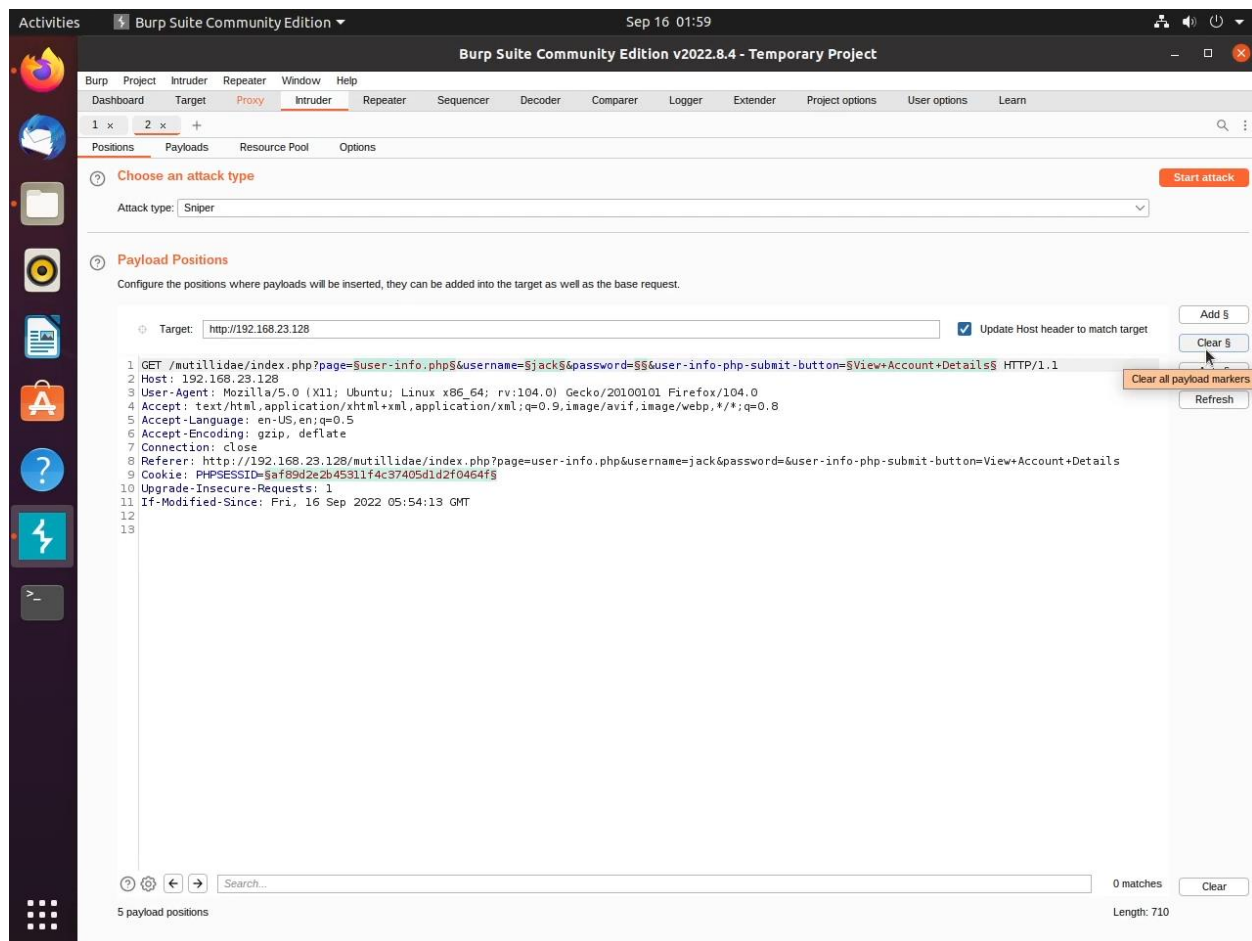 Activities Burp Suite Community Edition Sep 16 01:59
Burp Suite Community Edition v2022.8.4 - Temporary Project
Burp Project Intruder Repeater Window Help
Dashboard Target Proxy Intruder Repeater Sequencer Decoder Comparer Logger Extender Project options User options Learn
1 × 2 × +
Positions Payloads Resource Pool Options
Choose an attack type
Start attack
Attack type: Sniper
Payload Positions
Configure the positions where payloads will be inserted, they can be added into the target as well as the base request.
Add §
Target: http://192.168.23.128 Update Host header to match target
Clear §
Clear all payload markers
Refresh
1 GET /mutillidae/index.php?page=§user-info.php§&username=§jack§&password=§§&user-info-php-submit-button=§View+Account+Details§ HTTP/1.1
2 Host: 192.168.23.128
3 User-Agent: Mozilla/5.0 (X11; Ubuntu; Linux x86_64; rv:104.0) Gecko/20100101 Firefox/104.0
4 Accept: text/html,application/xhtml+xml,application/xml;q=0.9,image/avif,image/webp,*/*;q=0.8
5 Accept-Language: en-US,en;q=0.5
6 Accept-Encoding: gzip, deflate
7 Connection: close
8 Referer: http://192.168.23.128/mutillidae/index.php?page=user-info.php&username=jack&password=&user-info-php-submit-button=View+Account+Details
9 Cookie: PHPSESSID=§af89d2e2b45311f4c37405d1d2f0464f§
10 Upgrade-Insecure-Requests: 1
11 If-Modified-Since: Fri, 16 Sep 2022 05:54:13 GMT
12
13
Search... 0 matches Clear
5 payload positions Length: 710